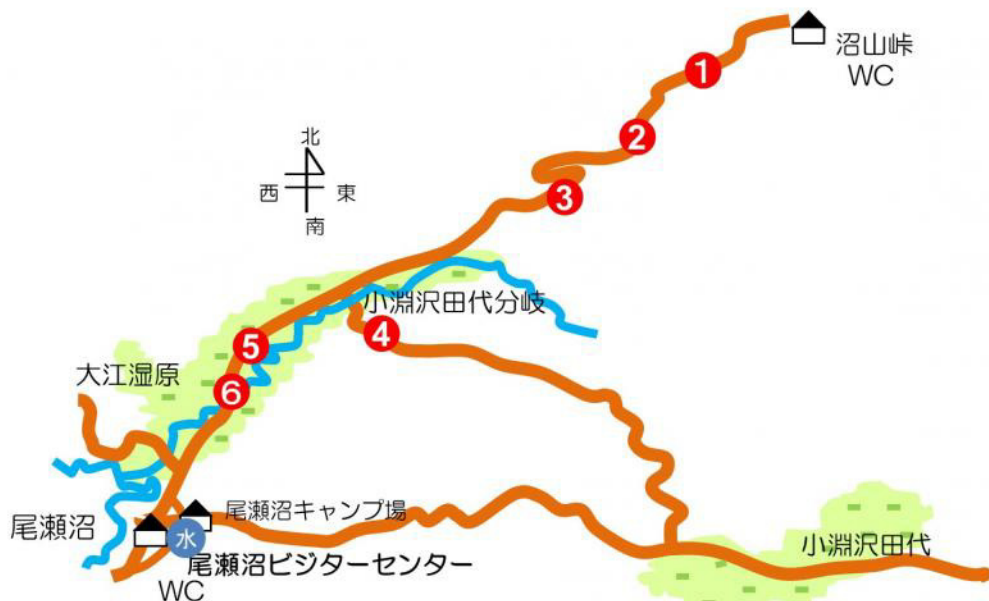 沼山峠
WC
1
2
3
北
西
東
南
小淵沢田代分岐
4
5
6
大江湿原
尾瀬沼
尾瀬沼キャンプ場
水
尾瀬沼ビジターセンター
WC
小淵沢田代